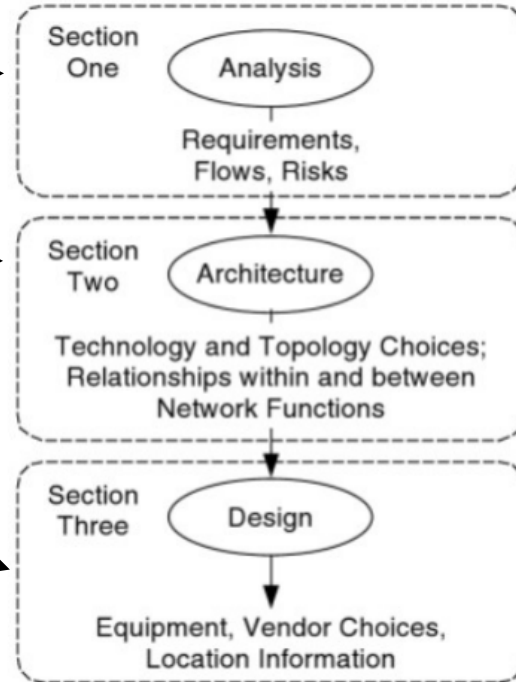 Section
One
Analysis
Requirements,
Flows, Risks
Section
Two
Architecture
Technology and Topology Choices;
Relationships within and between
Network Functions
Section
Three
Design
Equipment, Vendor Choices,
Location Information